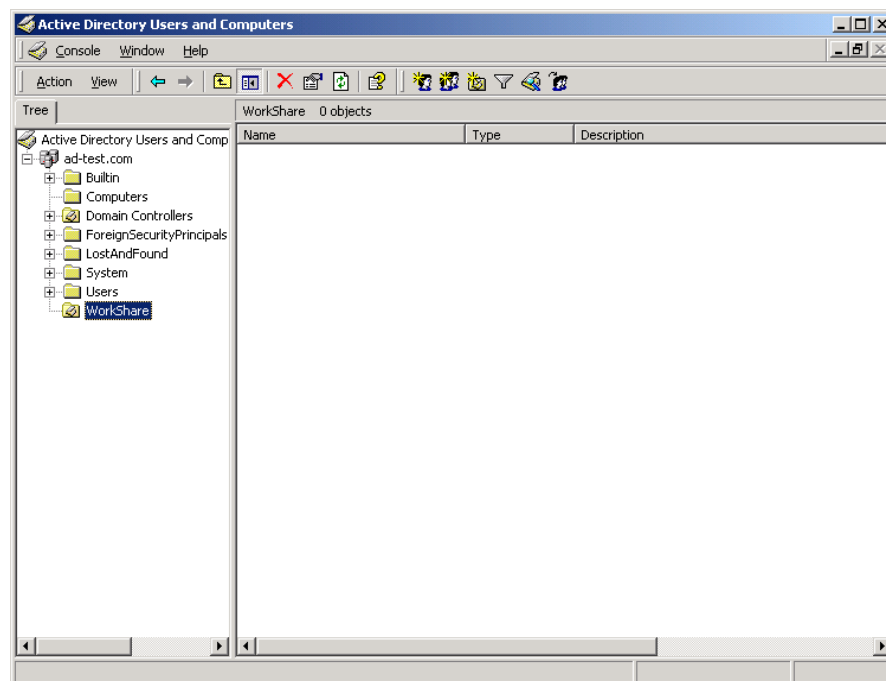 Active Directory Users and Computers
Console Window Help
Action View
Tree
WorkShare 0 objects
Name Type Description
Active Directory Users and Comp
ad-test.com
Builtin
Computers
Domain Controllers
ForeignSecurityPrincipals
LostAndFound
System
Users
WorkShare